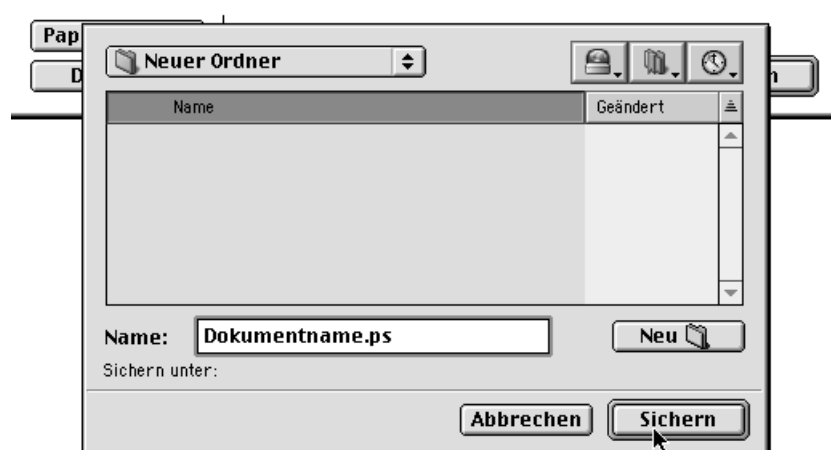 Pap
Neuer Ordner
D
n
Name Geändert
Name: Dokumentname.ps Neu
Sichern unter:
Abbrechen Sichern